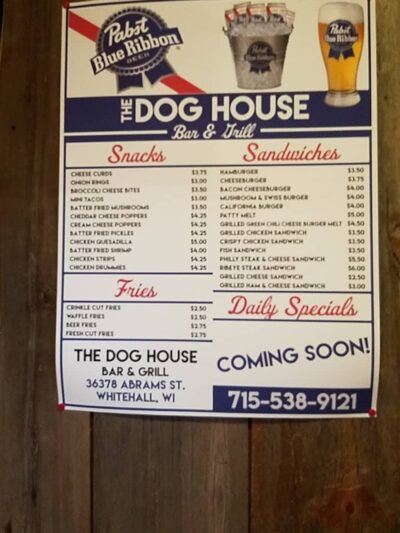 Pabst
Blue Ribbon
BEER
Pabst
Blue Ribbon
Pabst
Blue Ribbon
THE DOG HOUSE
Bar & Grill
Snacks
CHEESE CURDS $3.75
ONION RINGS $3.00
BROCCOLI CHEESE BITES $3.50
MINI TACOS $3.00
BATTER FRIED MUSHROOMS $3.50
CHEDDAR CHEESE POPPERS $4.25
CREAM CHEESE POPPERS $4.25
BATTER FRIED PICKLES $4.25
CHICKEN QUESADILLA $5.00
BATTER FRIED SHRIMP $4.00
CHICKEN STRIPS $4.25
CHICKEN DRUMMIES $4.25
Fries
CRINKLE CUT FRIES $2.50
WAFFLE FRIES $2.50
BEER FRIES $2.75
FRESH CUT FRIES $2.75
THE DOG HOUSE
BAR & GRILL
36378 ABRAMS ST.
WHITEHALL, WI
Sandwiches
HAMBURGER $3.50
CHEESEBURGER $3.75
BACON CHEESEBURGER $4.00
MUSHROOM & SWISS BURGER $4.00
CALIFORNIA BURGER $4.00
PATTY MELT $5.00
GRILLED GREEN CHILI CHEESE BURGER MELT $4.50
GRILLED CHICKEN SANDWICH $3.50
CRISPY CHICKEN SANDWICH $3.50
FISH SANDWICH $3.50
PHILLY STEAK & CHEESE SANDWICH $5.50
RIBEYE STEAK SANDWICH $6.00
GRILLED CHEESE SANDWICH $2.50
GRILLED HAM & CHEESE SANDWICH $3.00
Daily Specials
COMING SOON!
715-538-9121